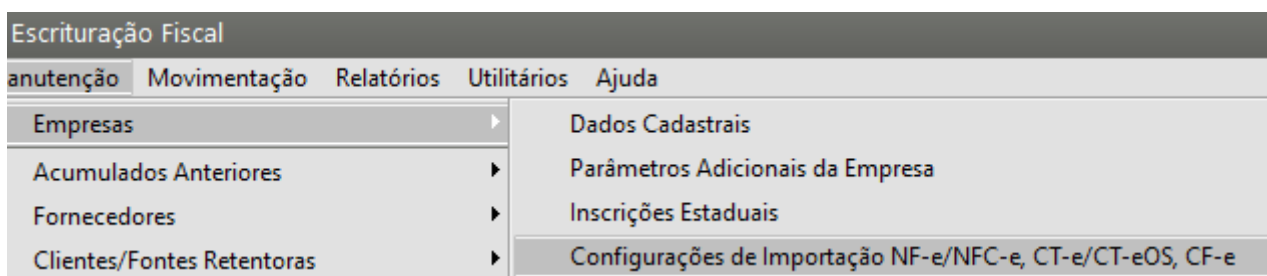 Escrituração Fiscal
anutenção Movimentação Relatórios Utilitários Ajuda
Empresas
Dados Cadastrais
Acumulados Anteriores
Parâmetros Adicionais da Empresa
Fornecedores
Inscrições Estaduais
Clientes/Fontes Retentoras
Configurações de Importação NF-e/NFC-e, CT-e/CT-eOS, CF-e